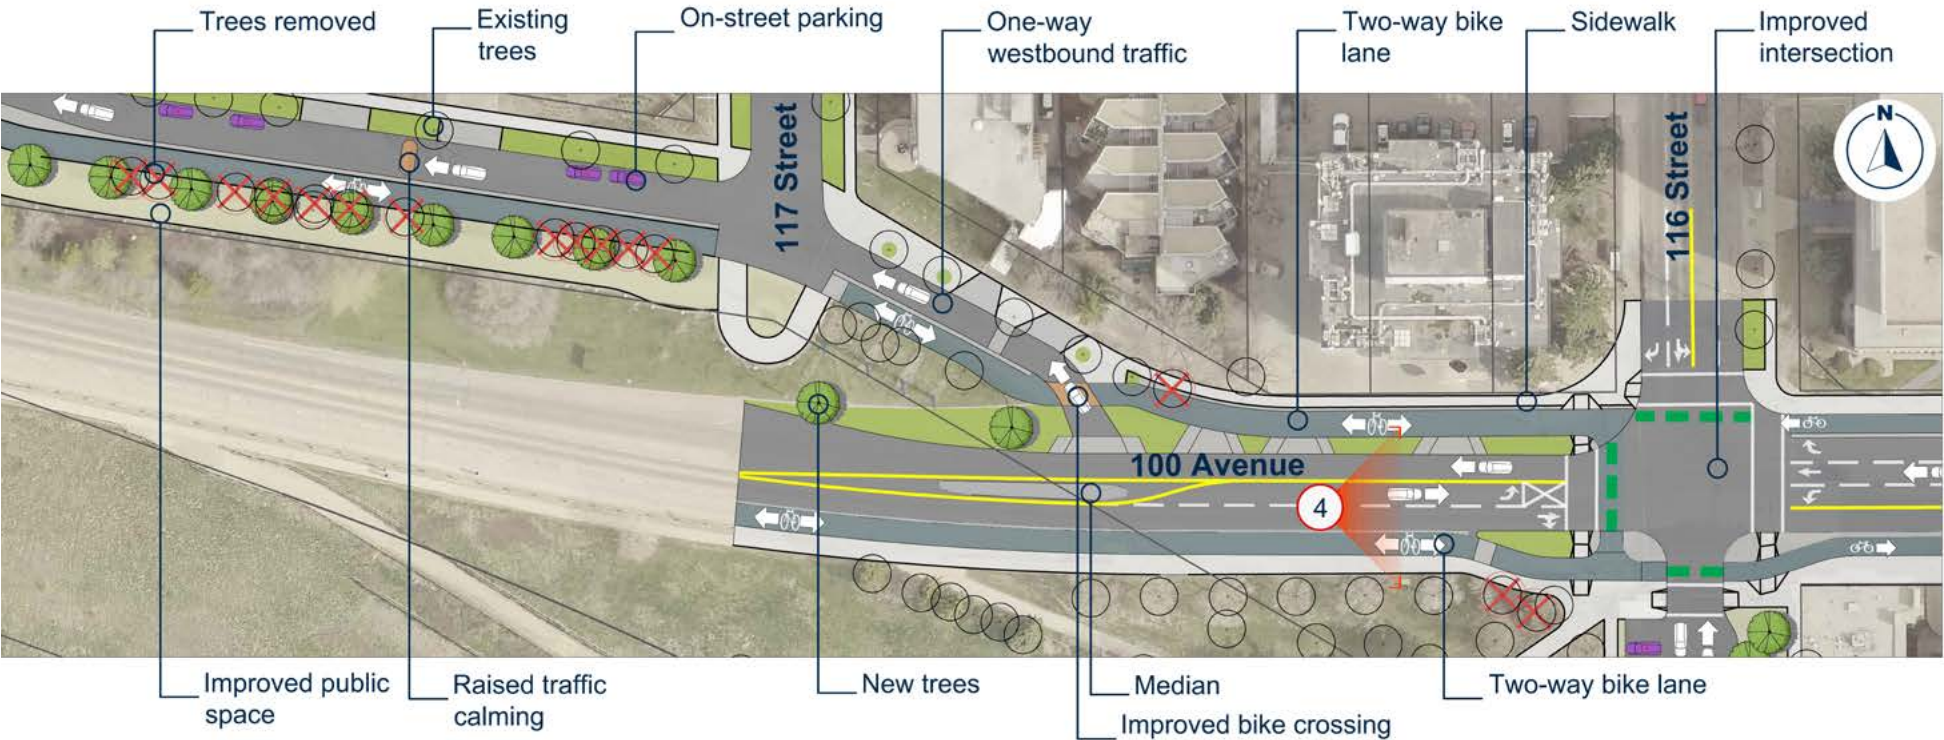 Trees removed
Existing
trees
On-street parking
One-way
westbound traffic
Two-way bike
lane
Sidewalk
Improved
intersection
N
117 Street
116 Street
100 Avenue
4
Improved public
space
Raised traffic
calming
New trees
Median
Improved bike crossing
Two-way bike lane